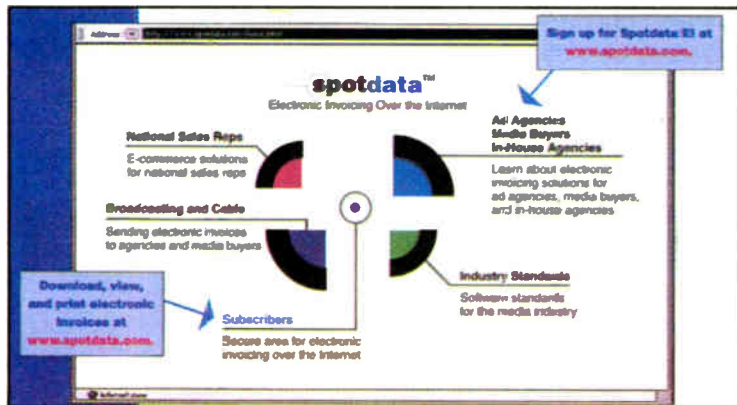 Address
Sign up for Spotdata EI at
www.spotdata.com.
spotdata™
Electronic Invoicing Over the Internet
National Sales Reps
E-commerce solutions
for national sales reps
Ad Agencies
Media Buyers
In-House Agencies
Learn about electronic
invoicing solutions for
ad agencies, media buyers,
and in-house agencies
Broadcasting and Cable
Sending electronic invoices
to agencies and media buyers
Industry Standards
Software standards
for the media industry
Download, view,
and print electronic
invoices at
www.spotdata.com.
Subscribers
Secure area for electronic
invoicing over the Internet
Internet zone